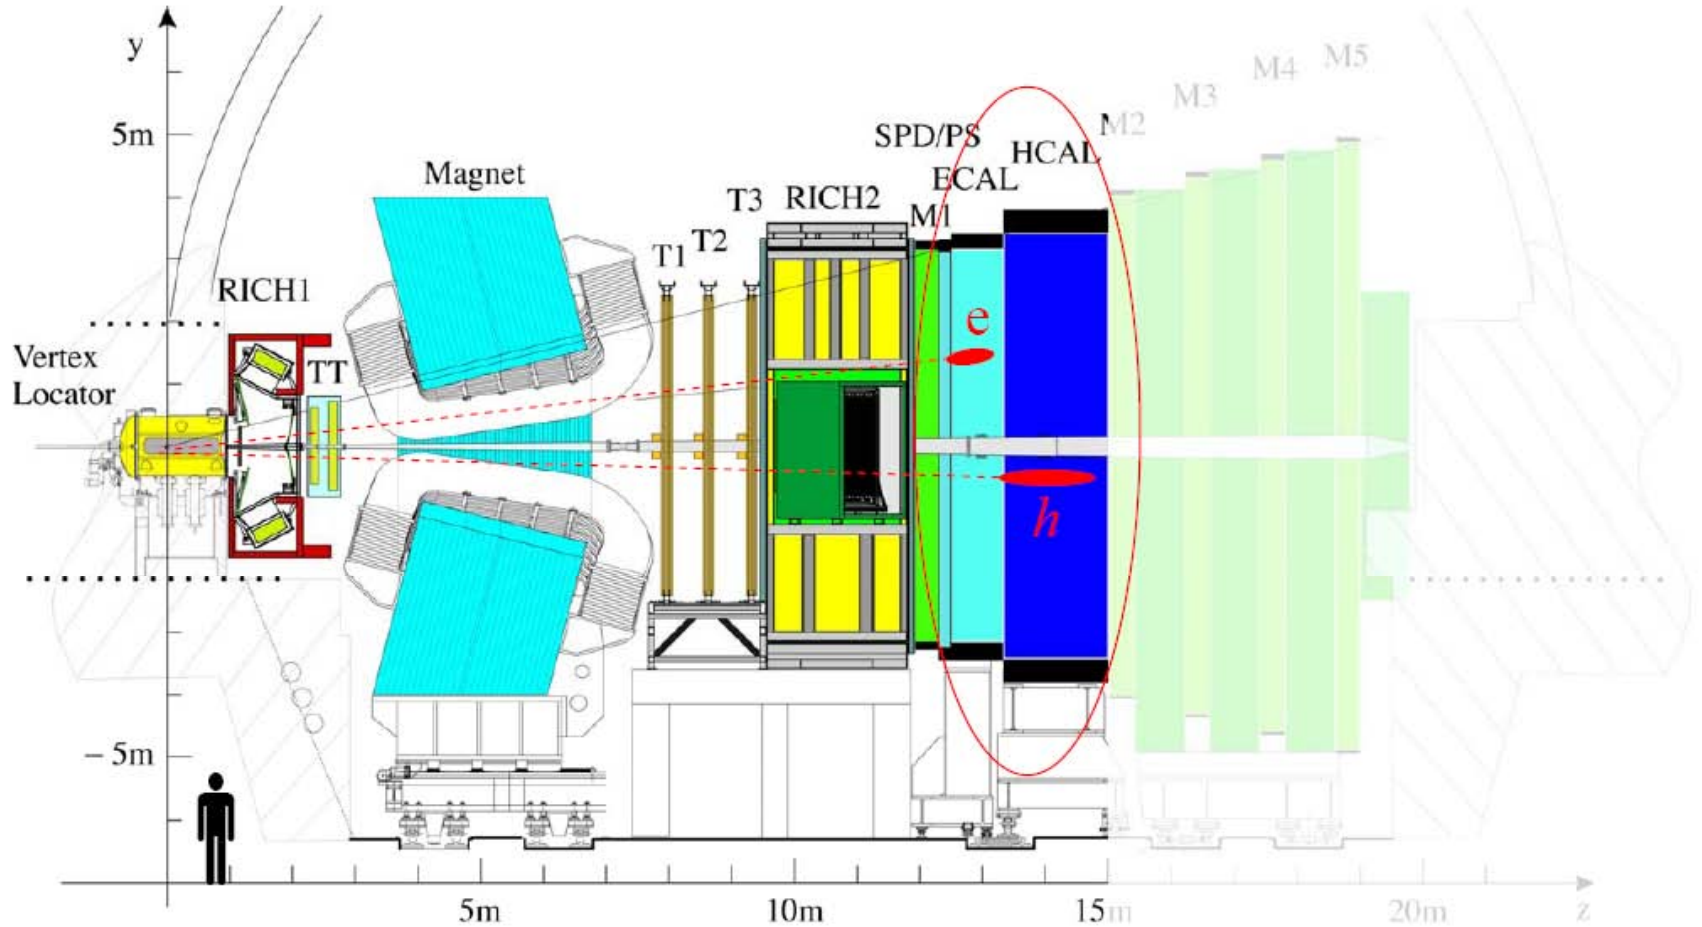 y
5m
Magnet
RICH1
Vertex
Locator
TT
T1
T2
T3
RICH2
SPD/PS
M1
ECAL
HCAL
M2
M3
M4
M5
e
h
– 5m
5m
10m
15m
20m
z